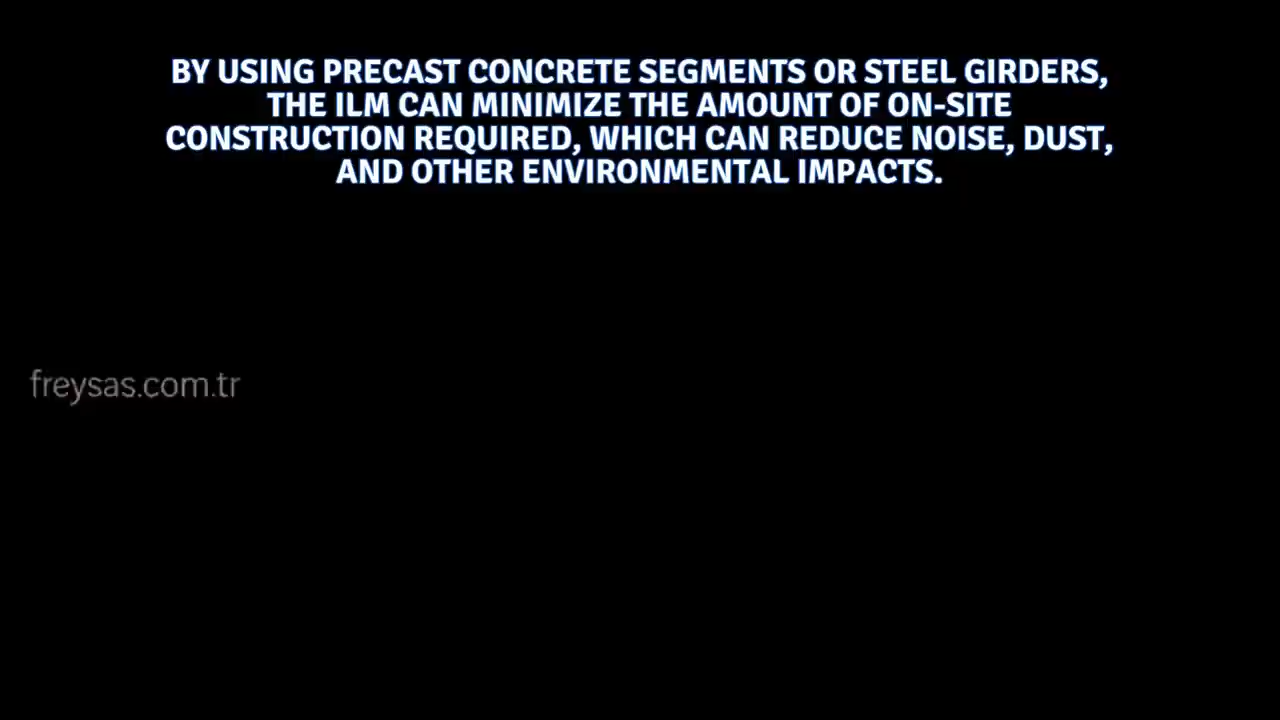 BY USING PRECAST CONCRETE SEGMENTS OR STEEL GIRDERS,
THE ILM CAN MINIMIZE THE AMOUNT OF ON-SITE
CONSTRUCTION REQUIRED, WHICH CAN REDUCE NOISE, DUST,
AND OTHER ENVIRONMENTAL IMPACTS.
freysas.com.tr